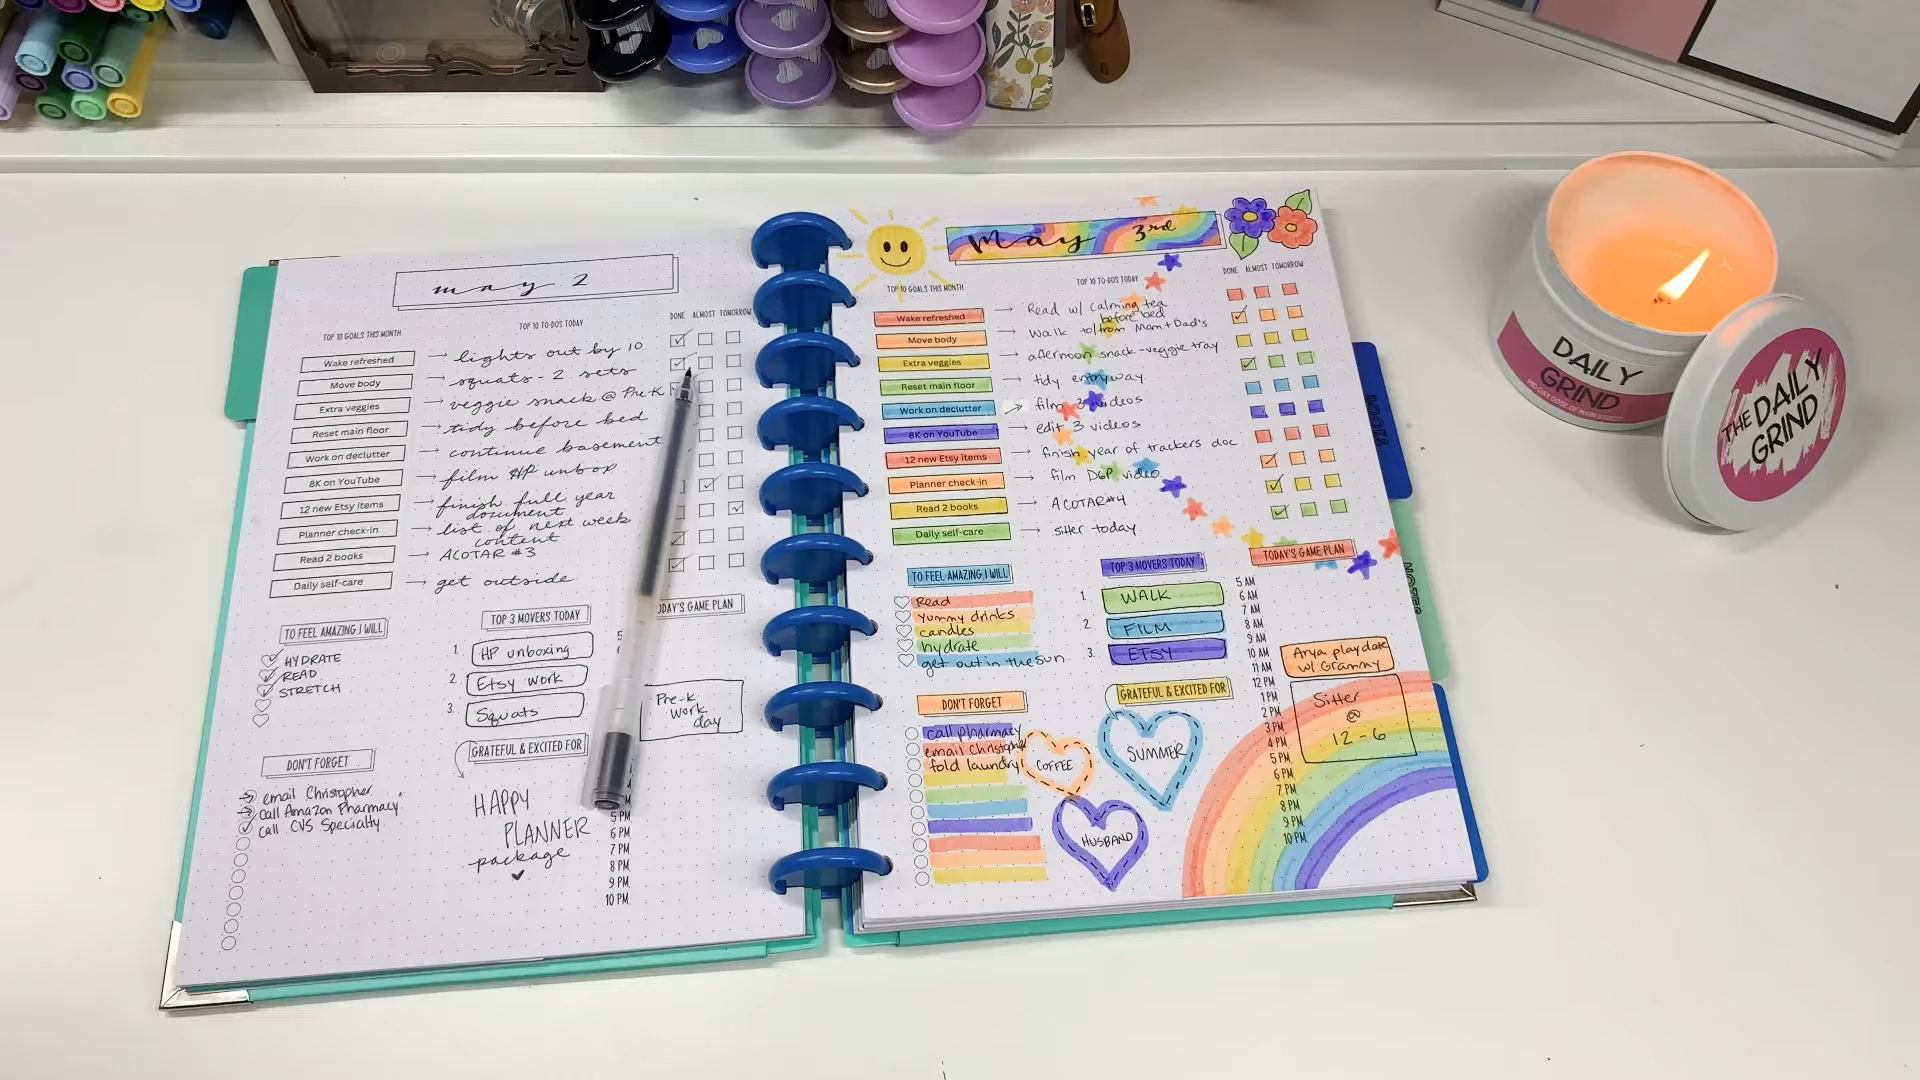 may 2
TOP 10 GOALS THIS MONTH
TOP 10 TO-DOS TODAY
DONE ALMOST TOMORROW
Wake refreshed → lights out by 10
Move body → squats - 2 sets
Extra veggies → veggie snack @ Pre-K
Reset main floor → tidy before bed
Work on declutter → continue basement
8K on YouTube → film HP unbox
12 new Etsy items → finish full year
document
Planner check-in → list of next week
content
Read 2 books → ACOTAR #3
Daily self-care → get outside
TO FEEL AMAZING, I WILL
HYDRATE
READ
STRETCH
TOP 3 MOVERS TODAY
1. HP unboxing
2. Etsy work
3. Squats
DON'T FORGET
email Christopher
call Amazon Pharmacy
call CVS Specialty
GRATEFUL & EXCITED FOR
HAPPY
PLANNER
package
TODAY'S GAME PLAN
Pre-K
work
day
5 PM
6 PM
7 PM
8 PM
9 PM
10 PM
May 3rd
TOP 10 GOALS THIS MONTH
TOP 10 TO-DOS TODAY
DONE ALMOST TOMORROW
Wake refreshed → Read w/ calming tea
before bed
Move body → Walk to/from Mom + Dad's
Extra veggies → afernoon snack - veggie tray
Reset main floor → tidy entryway
Work on declutter → film 3 videos
8K on YouTube → edit 3 videos
12 new Etsy items → finish year of trackers doc
Planner check-in → film D6P video
Read 2 books → ACOTAR #4
Daily self-care → sitter today
TO FEEL AMAZING, I WILL
Read
Yummy drinks
candles
hydrate
get out in the sun
TOP 3 MOVERS TODAY
1. WALK
2. FILM
3. ETSY
DON'T FORGET
call pharmacy
email Christopher
fold laundry
GRATEFUL & EXCITED FOR
COFFEE
SUMMER
HUSBAND
TODAY'S GAME PLAN
5 AM
6 AM
7 AM
8 AM
9 AM
10 AM
11 AM
12 PM
1 PM
2 PM
3 PM
4 PM
5 PM
6 PM
7 PM
8 PM
9 PM
10 PM
Arya playdate
w/ Grammy
Sitter
@
12 - 6
BOOKS
NOTES
DAILY
GRIND
THE DAILY
GRIND